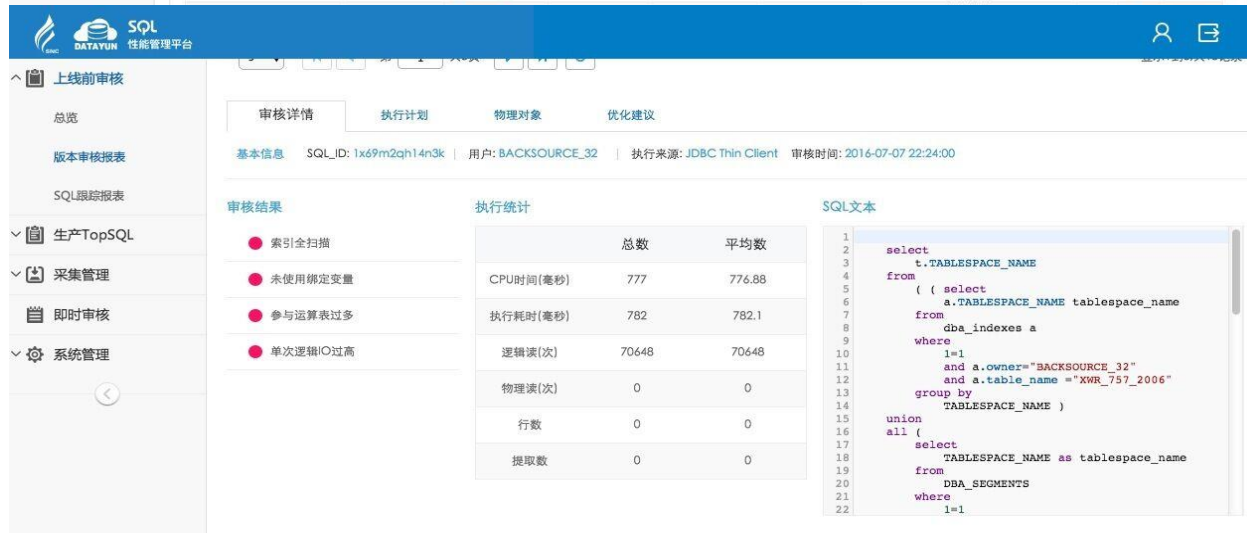 SINC
DATAYUN
SQL
性能管理平台
上线前审核
总览
版本审核报表
SQL跟踪报表
生产TopSQL
采集管理
即时审核
系统管理
审核详情 执行计划 物理对象 优化建议
基本信息 SQL_ID: 1x69m2qh14n3k 用户: BACKSOURCE_32 执行来源: JDBC Thin Client 审核时间: 2016-07-07 22:24:00
审核结果
索引全扫描
未使用绑定变量
参与运算表过多
单次逻辑IO过高
执行统计
总数 平均数
CPU时间(毫秒) 777 776.88
执行耗时(毫秒) 782 782.1
逻辑读(次) 70648 70648
物理读(次) 0 0
行数 0 0
提取数 0 0
SQL文本
1
2 select
3 t.TABLESPACE_NAME
4 from
5 ( ( select
6 a.TABLESPACE_NAME tablespace_name
7 from
8 dba_indexes a
9 where
10 1=1
11 and a.owner="BACKSOURCE_32"
12 and a.table_name ="XWR_757_2006"
13 group by
14 TABLESPACE_NAME )
15 union
16 all (
17 select
18 TABLESPACE_NAME as tablespace_name
19 from
20 DBA_SEGMENTS
21 where
22 1=1